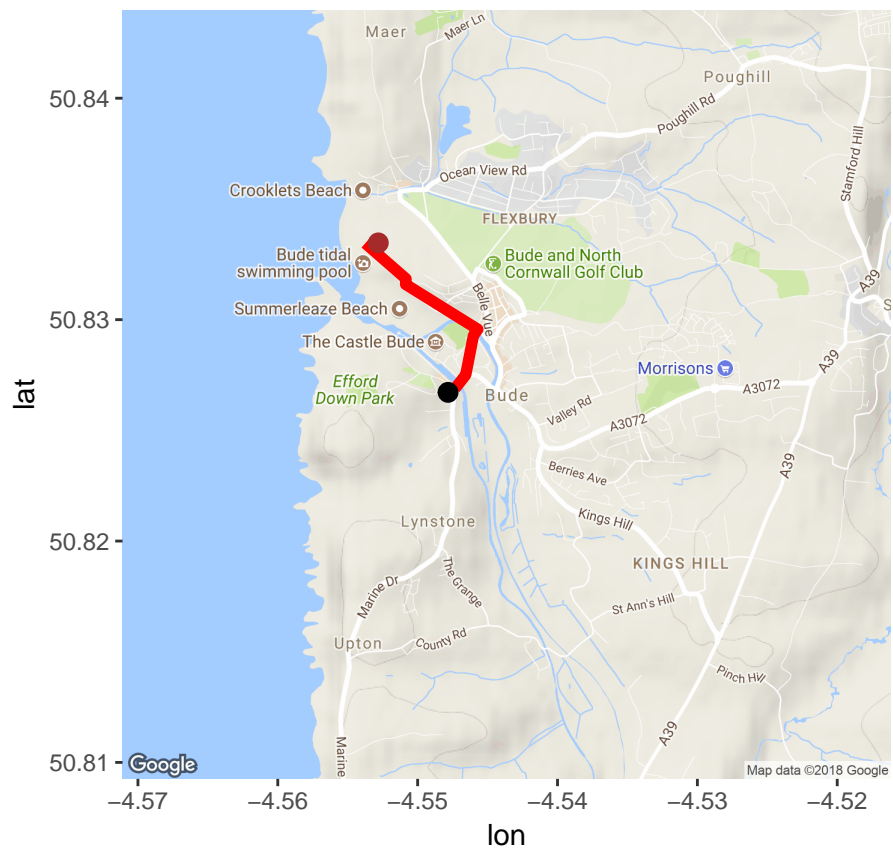 Maer
Maer Ln
Poughill
50.84
Poughill Rd
Stamford Hill
Ocean View Rd
Crooklets Beach
FLEXBURY
Bude tidal
swimming pool
Bude and North
Cornwall Golf Club
A39
Belle Vue
Summerleaze Beach
50.83
S
The Castle Bude
Morrisons
A39
Efford
Down Park
A3072
lat
Bude
Valley Rd
A3072
A39
Berries Ave
Lynstone
Kings Hill
50.82
KINGS HILL
The Grange
Marine Dr
St Ann's Hill
Upton
County Rd
Pinch Hill
A39
Marine
50.81
Google
Map data ©2018 Google
−4.57 −4.56 −4.55 −4.54 −4.53 −4.52
lon